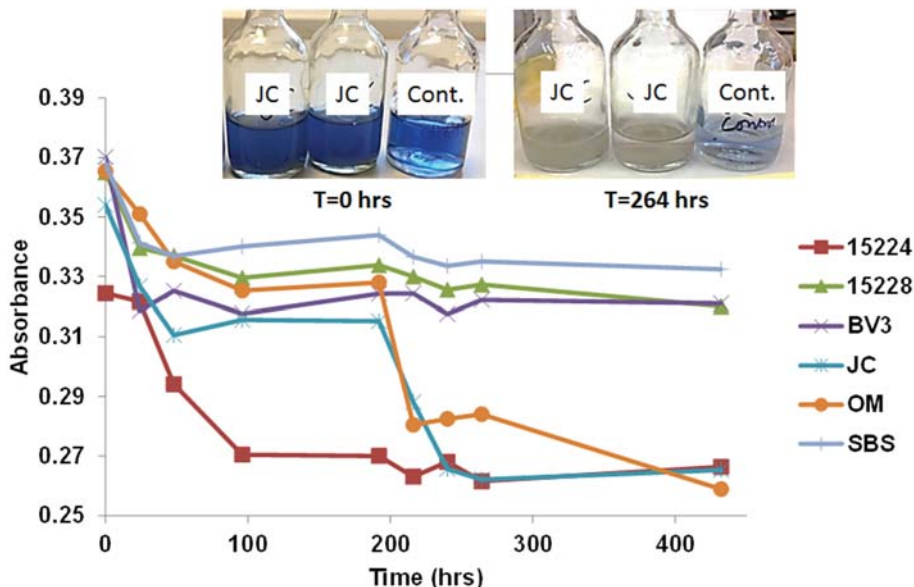 JC
JC
Cont.
JC
JC
Cont.
Control
T=0 hrs
T=264 hrs
0.39
0.37
0.35
0.33
0.31
0.29
0.27
0.25
Absorbance
0
100
200
300
400
Time (hrs)
15224
15228
BV3
JC
OM
SBS